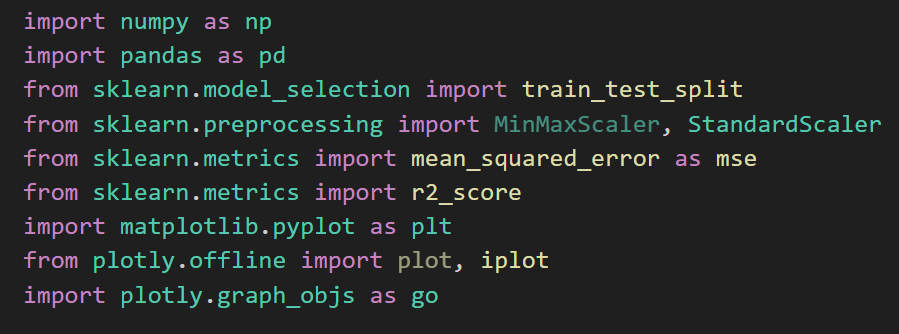 import numpy as np
import pandas as pd
from sklearn.model_selection import train_test_split
from sklearn.preprocessing import MinMaxScaler, StandardScaler
from sklearn.metrics import mean_squared_error as mse
from sklearn.metrics import r2_score
import matplotlib.pyplot as plt
from plotly.offline import plot, iplot
import plotly.graph_objs as go